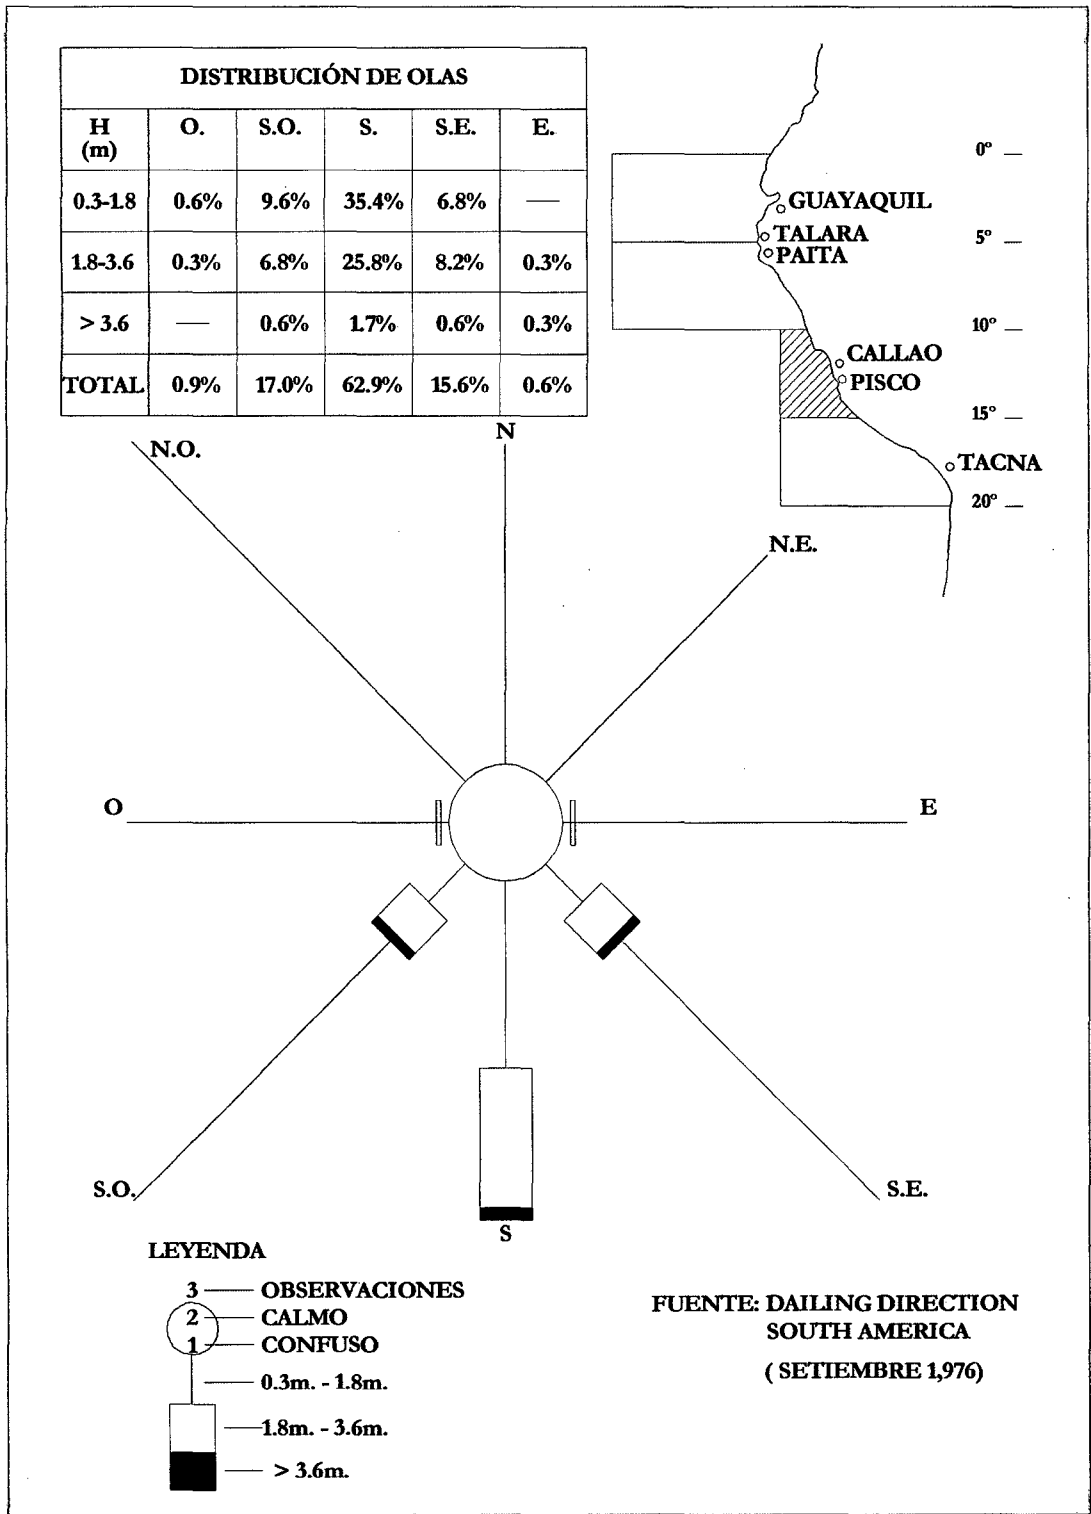 DISTRIBUCIÓN DE OLAS
H (m) O. S.O. S. S.E. E.
0.3-1.8 0.6% 9.6% 35.4% 6.8% —
1.8-3.6 0.3% 6.8% 25.8% 8.2% 0.3%
> 3.6 — 0.6% 1.7% 0.6% 0.3%
TOTAL 0.9% 17.0% 62.9% 15.6% 0.6%
0°
GUAYAQUIL
TALARA
5°
PAITA
10°
CALLAO
PISCO
15°
TACNA
20°
N
N.O.
N.E.
O
E
S.O.
S.E.
S
LEYENDA
3 — OBSERVACIONES
2 — CALMO
1 — CONFUSO
0.3m. - 1.8m.
1.8m. - 3.6m.
> 3.6m.
FUENTE: DAILING DIRECTION
SOUTH AMERICA
( SETIEMBRE 1,976)